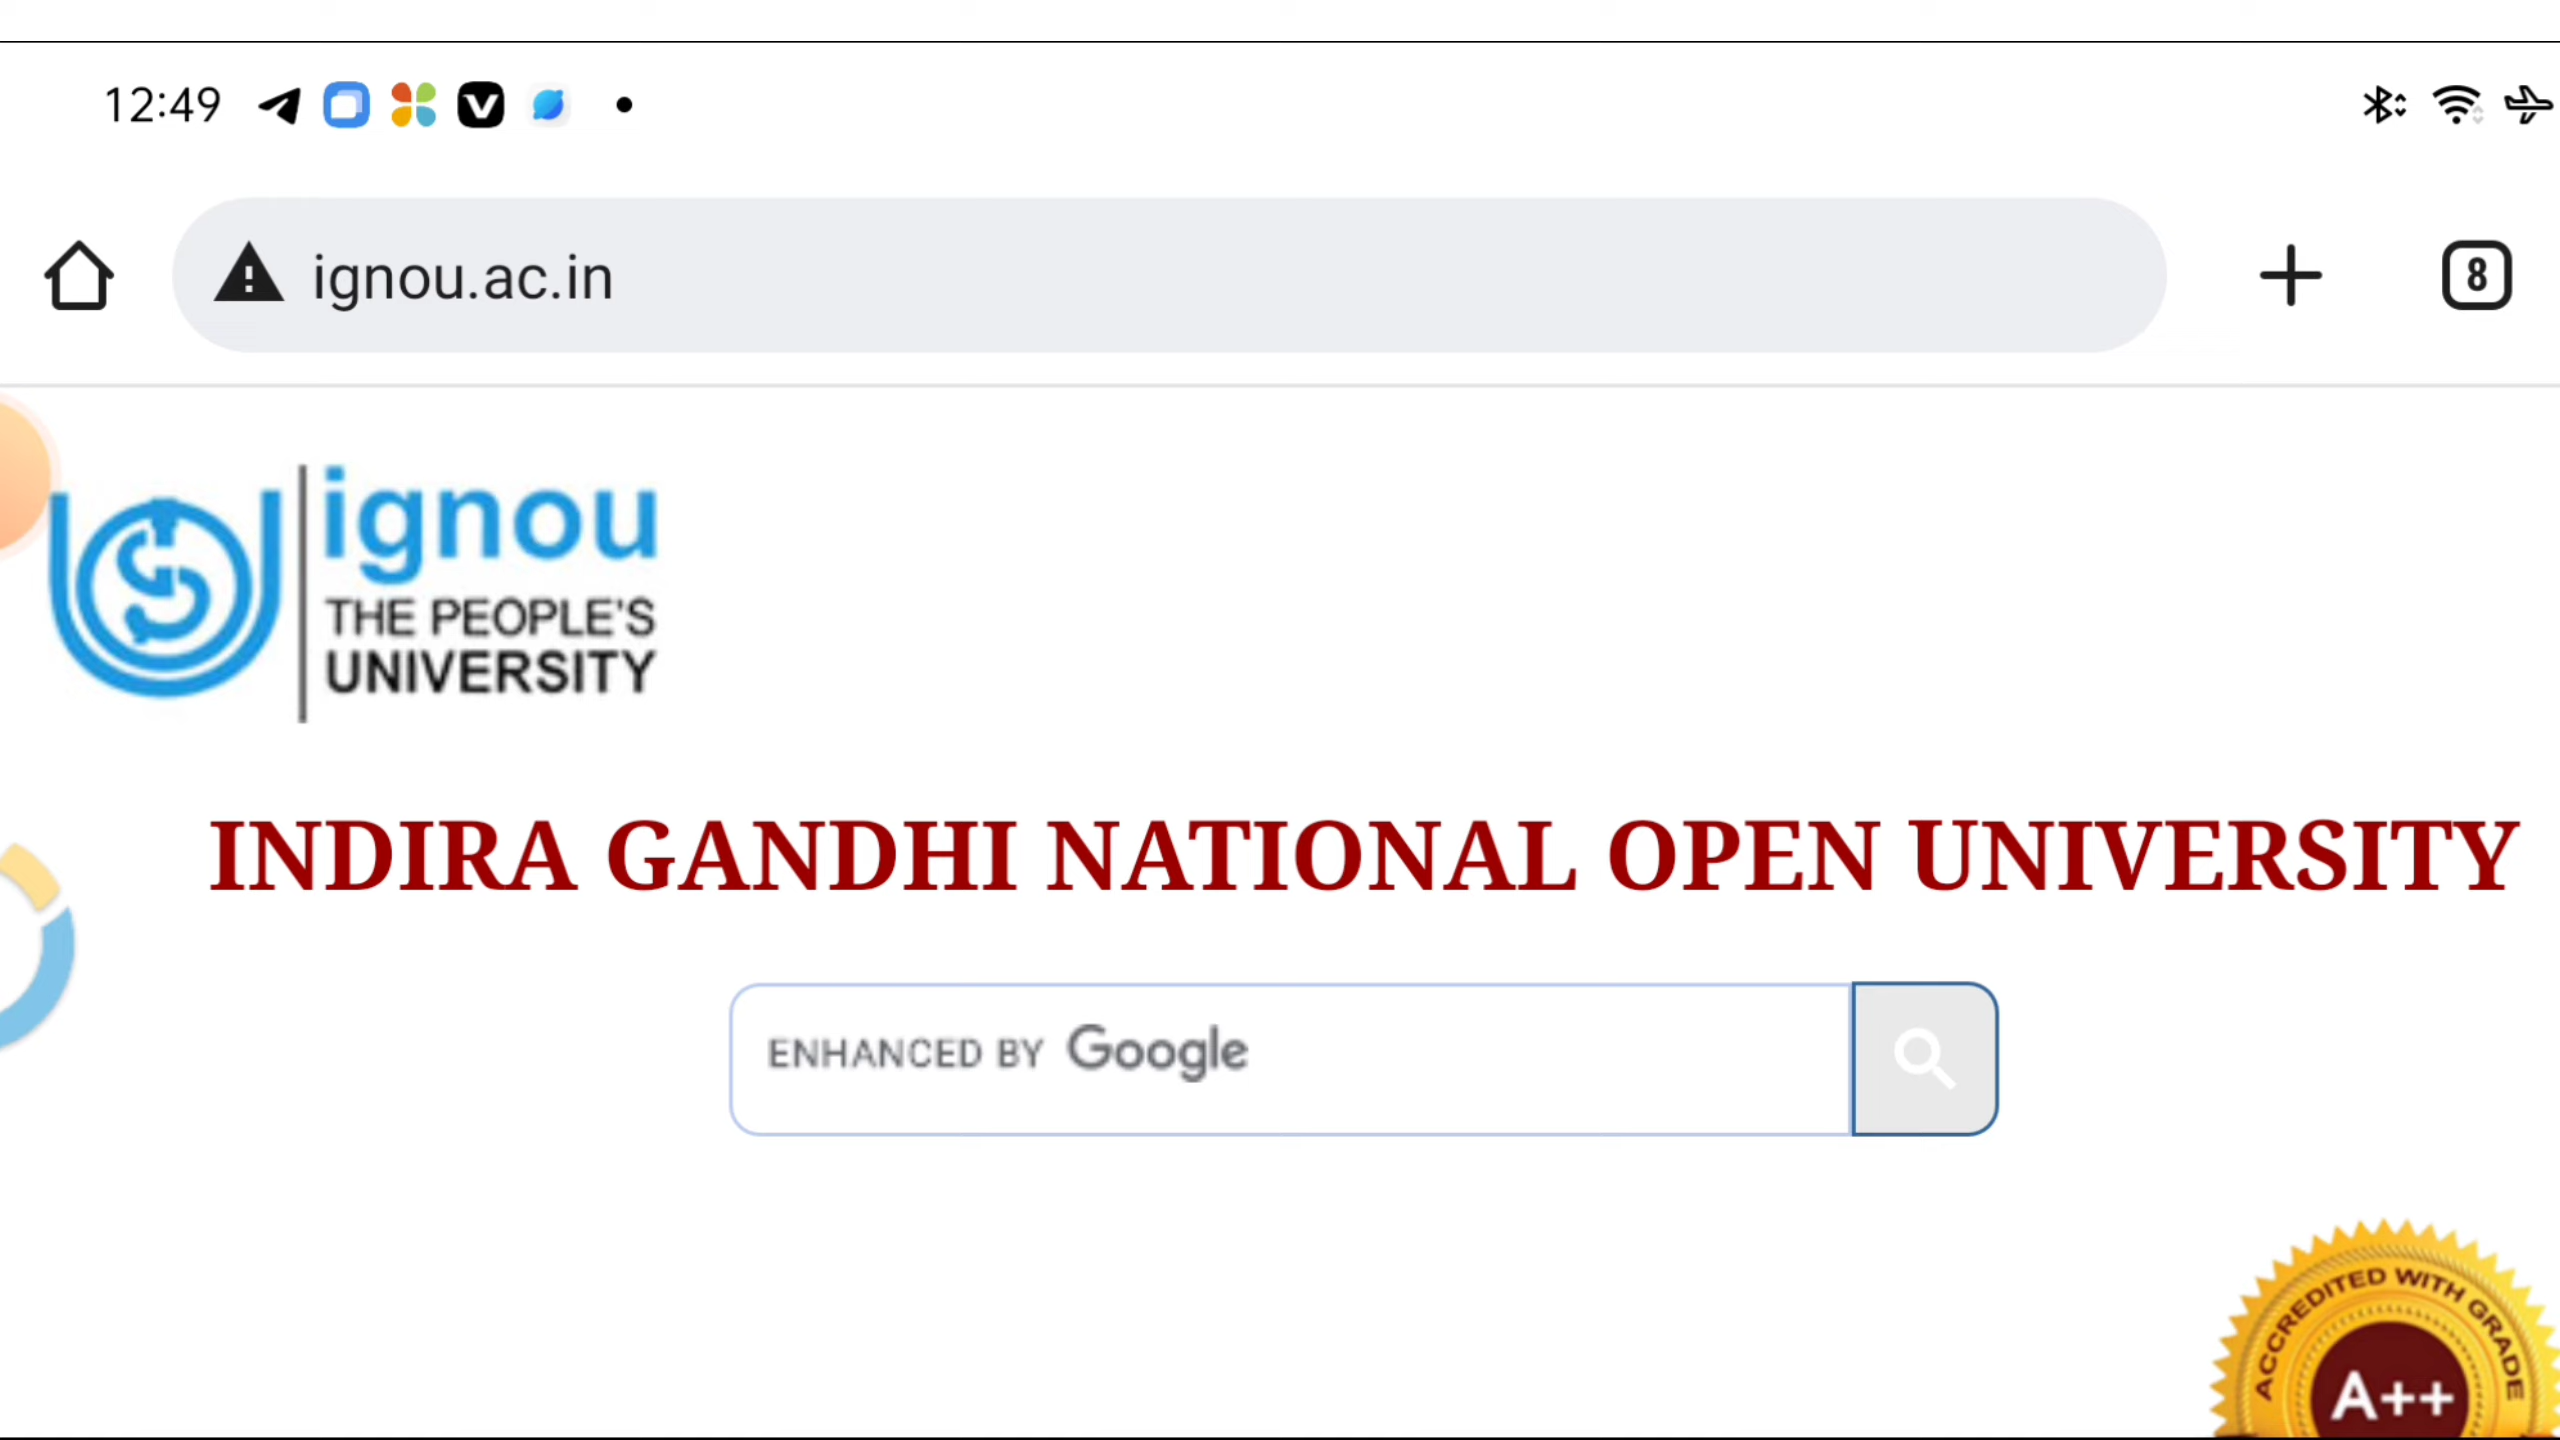 12:49
8
ignou.ac.in
ignou
THE PEOPLE'S
UNIVERSITY
INDIRA GANDHI NATIONAL OPEN UNIVERSITY
ENHANCED BY Google
ACCREDITED WITH GRADE
A++